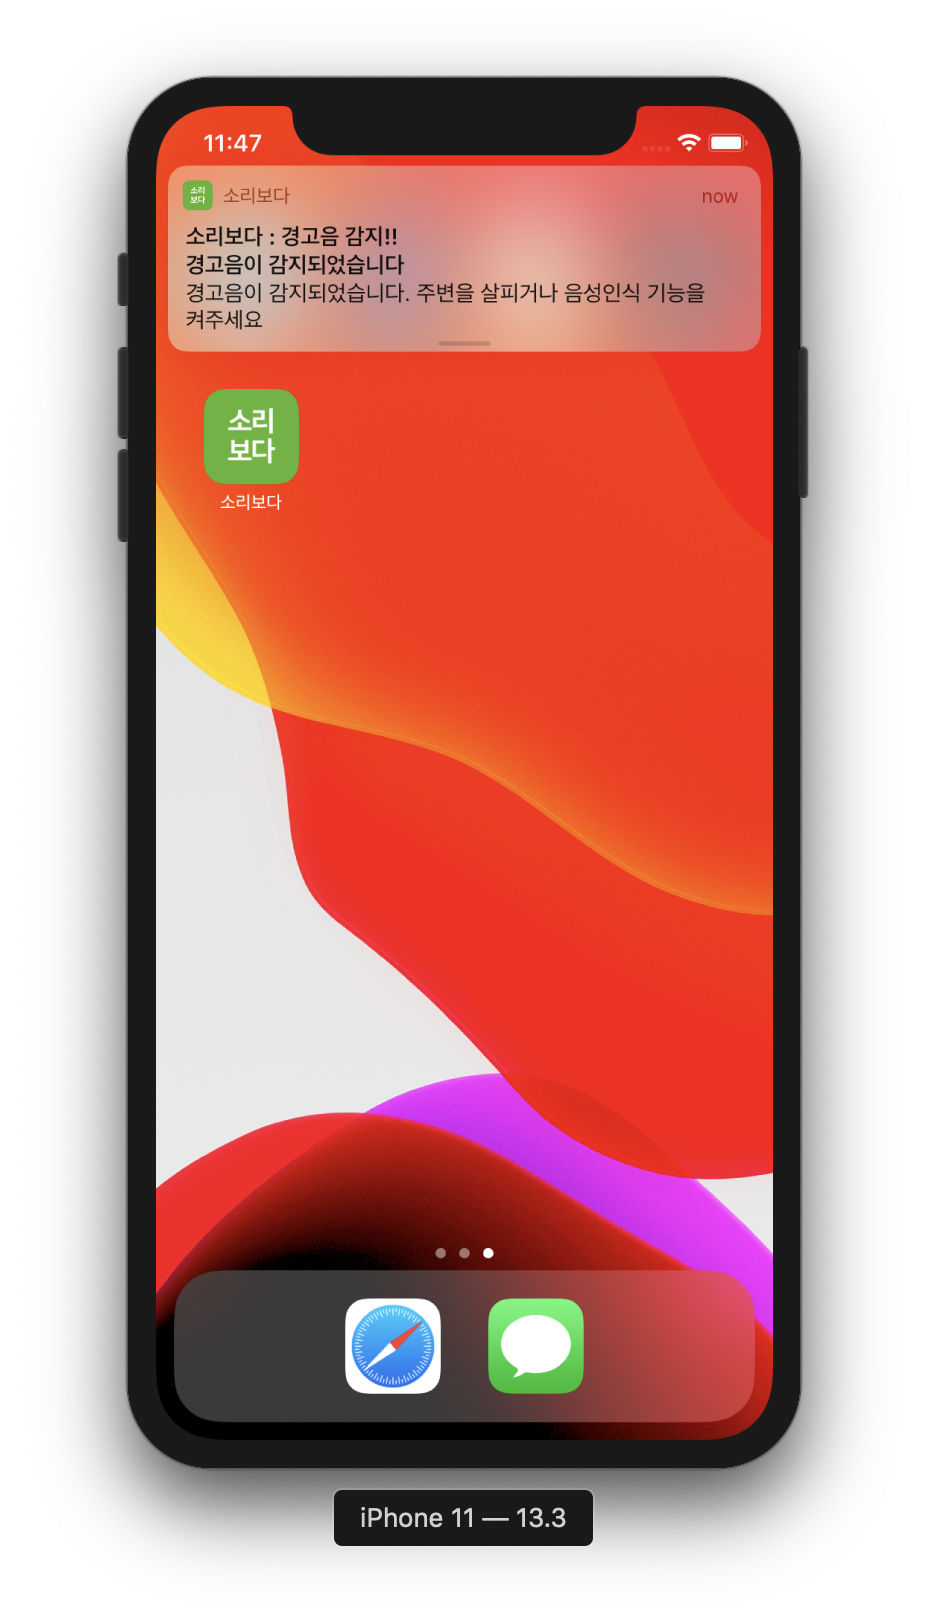 11:47
소리
보다
소리보다
now
소리보다 : 경고음 감지!!
경고음이 감지되었습니다
경고음이 감지되었습니다. 주변을 살피거나 음성인식 기능을
켜주세요
소리
보다
소리보다
iPhone 11 — 13.3